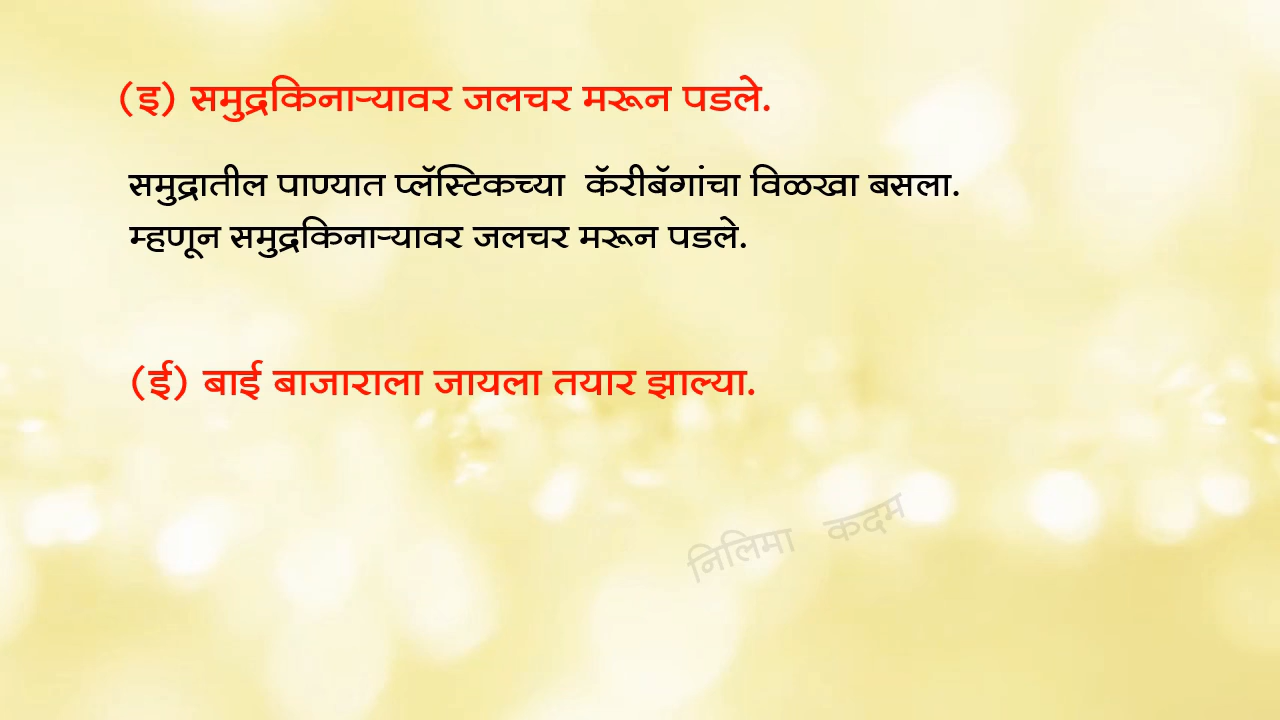 (इ) समुद्रकिनाऱ्यावर जलचर मरून पडले.
समुद्रातील पाण्यात प्लॅस्टिकच्या कॅरीबॅगांचा विळखा बसला.
म्हणून समुद्रकिनाऱ्यावर जलचर मरून पडले.
(ई) बाई बाजाराला जायला तयार झाल्या.
निलिमा कदम